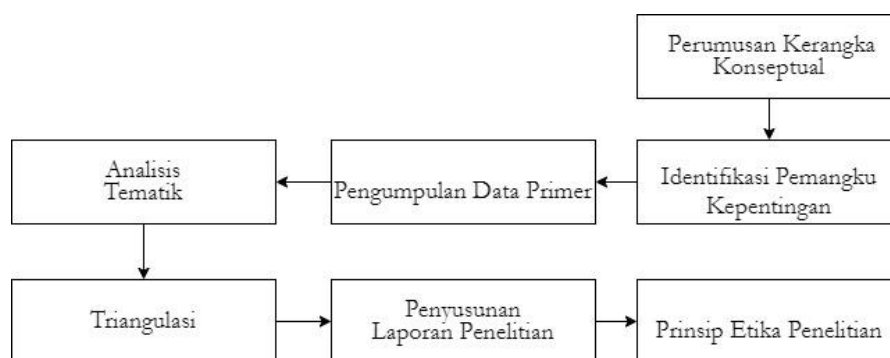 Perumusan Kerangka
Konseptual
Identifikasi Pemangku
Kepentingan
Pengumpulan Data Primer
Analisis
Tematik
Triangulasi
Penyusunan
Laporan Penelitian
Prinsip Etika Penelitian